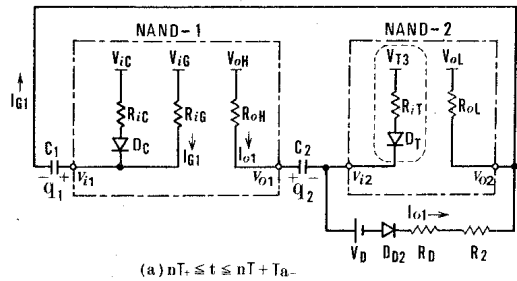 NAND-1 NAND-2
ViC ViG VoH VT3 VoL
RiC RiG RoH RiT RoL
IG1
DC IG1 Io1 DT
C1 C2
− q1 + vi1 vo1 + q2 − vi2 vo2
Io1→
VD DD2 RD R2
(a) nT₊ ≦ t ≦ nT + Ta₋